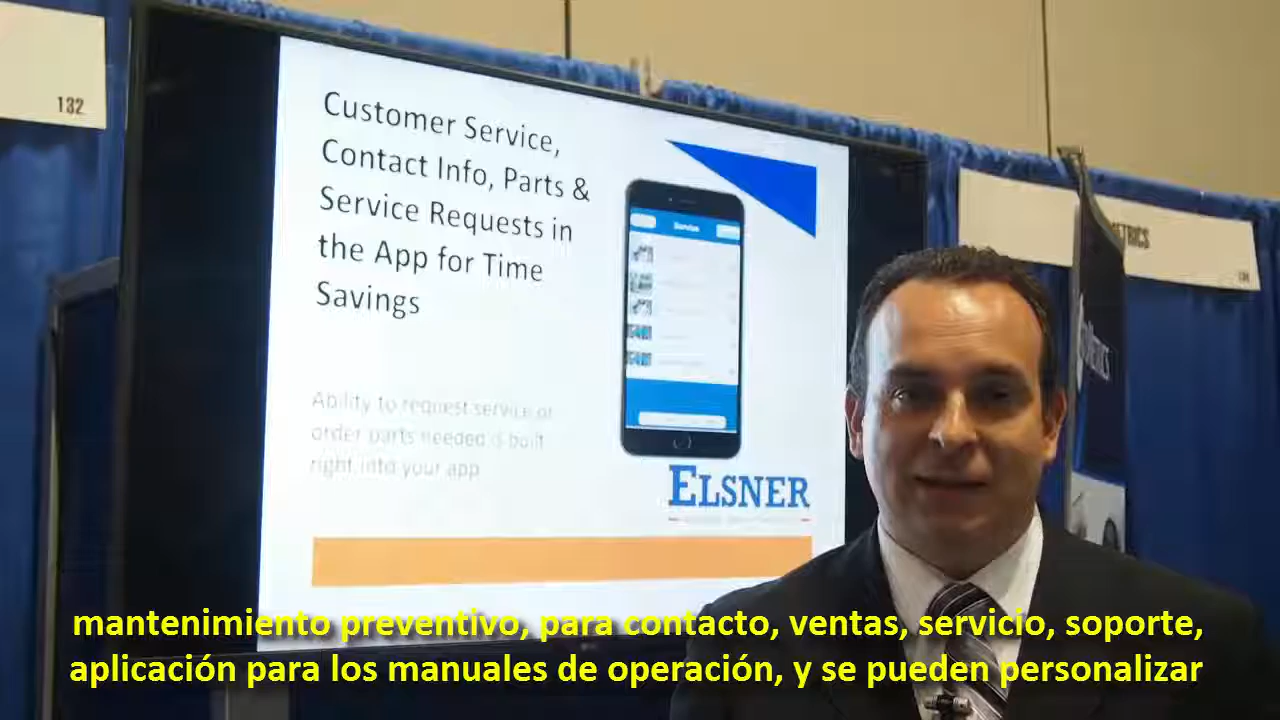 132
Customer Service,
Contact Info, Parts &
Service Requests in
the App for Time
Savings
Service
Ability to request service or
order parts needed is built
right into your app
ELSNER
mantenimiento preventivo, para contacto, ventas, servicio, soporte,
aplicación para los manuales de operación, y se pueden personalizar